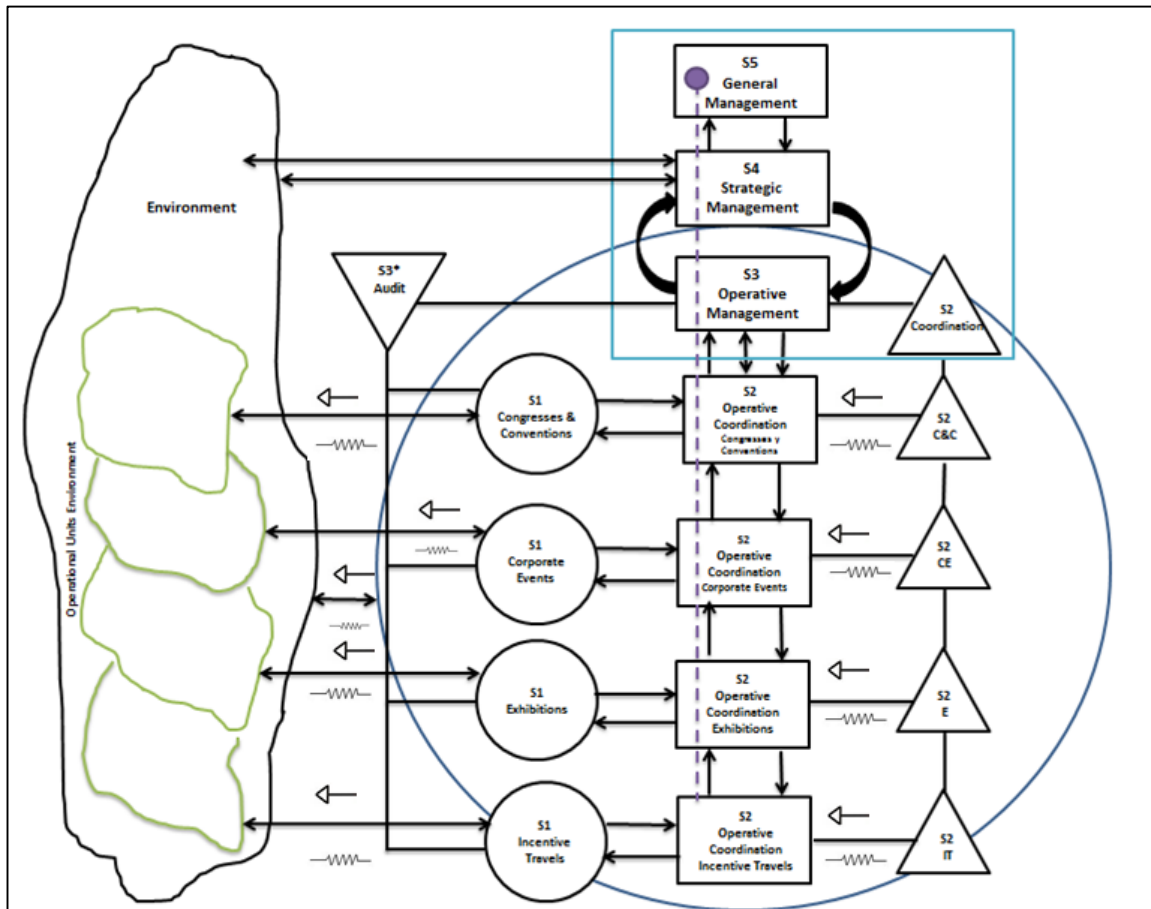 S5
General
Management
S4
Strategic
Management
Environment
S3*
Audit
S3
Operative
Management
S2
Coordination
S1
Congresses &
Conventions
S2
Operative
Coordination
Congresses y
Conventions
S2
C&C
Operational Units Environment
S1
Corporate
Events
S2
Operative
Coordination
Corporate Events
S2
CE
S1
Exhibitions
S2
Operative
Coordination
Exhibitions
S2
E
S1
Incentive
Travels
S2
Operative
Coordination
Incentive Travels
S2
IT